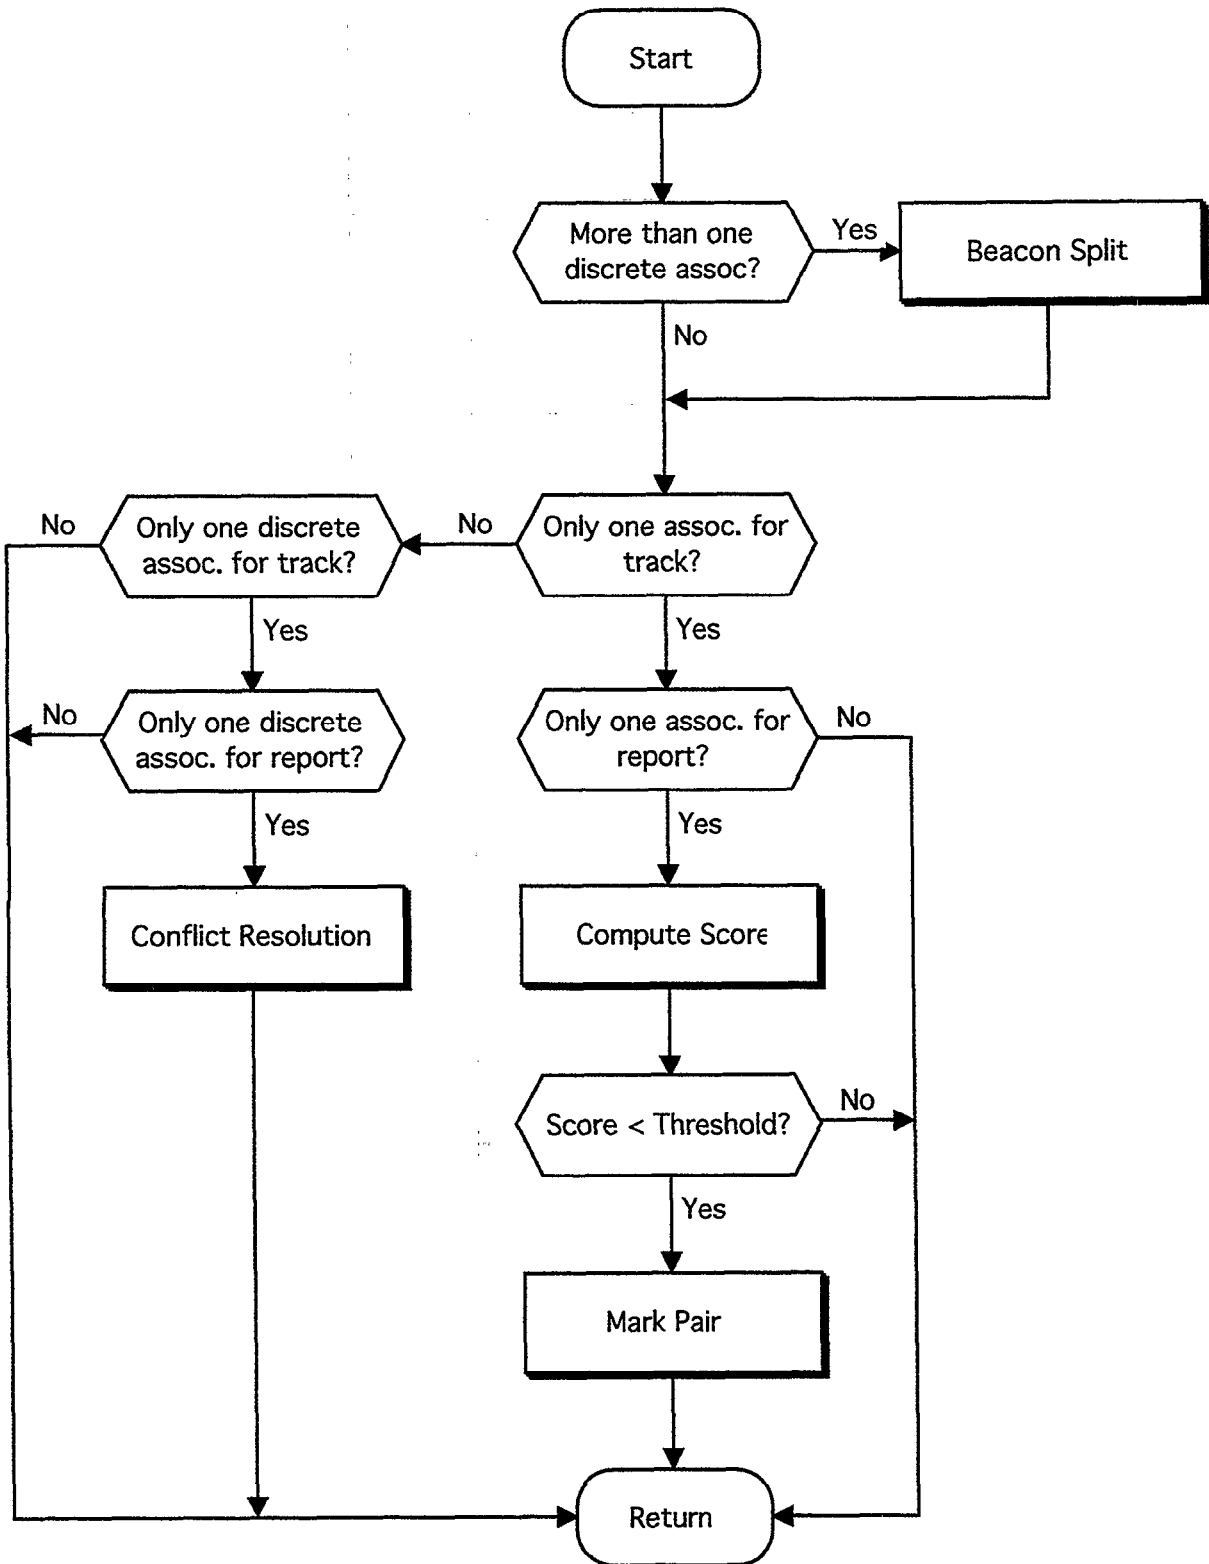 Start
More than one
discrete assoc?
Yes
Beacon Split
No
No
Only one discrete
assoc. for track?
No
Only one assoc. for
track?
Yes
Yes
No
Only one discrete
assoc. for report?
Only one assoc. for
report?
No
Yes
Yes
Conflict Resolution
Compute Score
Score < Threshold?
No
Yes
Mark Pair
Return